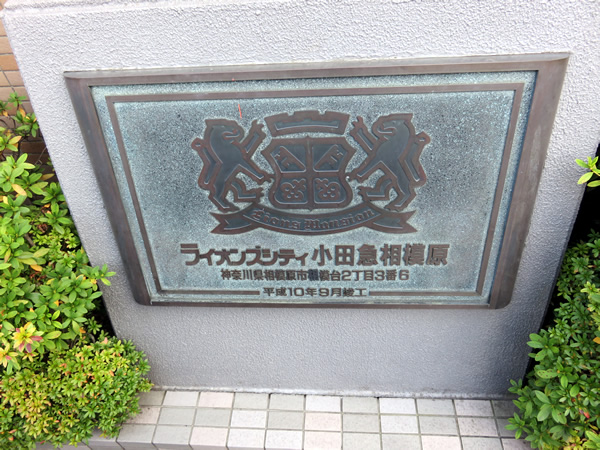 Lions Mansion
ライオンズシティ 小田急相模原
神奈川県相模原市相模台2丁目3番6
平成10年9月竣工